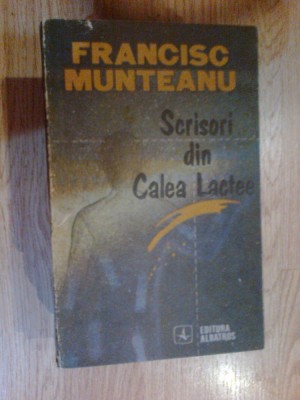 FRANCISC
MUNTEANU
Scrisori
din
Calea Lactee
EDITURA
ALBATROS